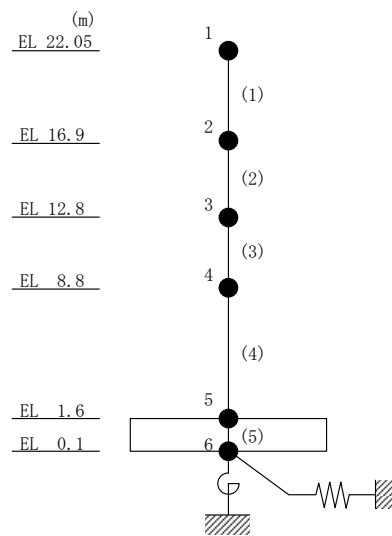 (m)
EL 22.05
1
(1)
EL 16.9
2
(2)
EL 12.8
3
(3)
EL 8.8
4
(4)
EL 1.6
5
(5)
EL 0.1
6